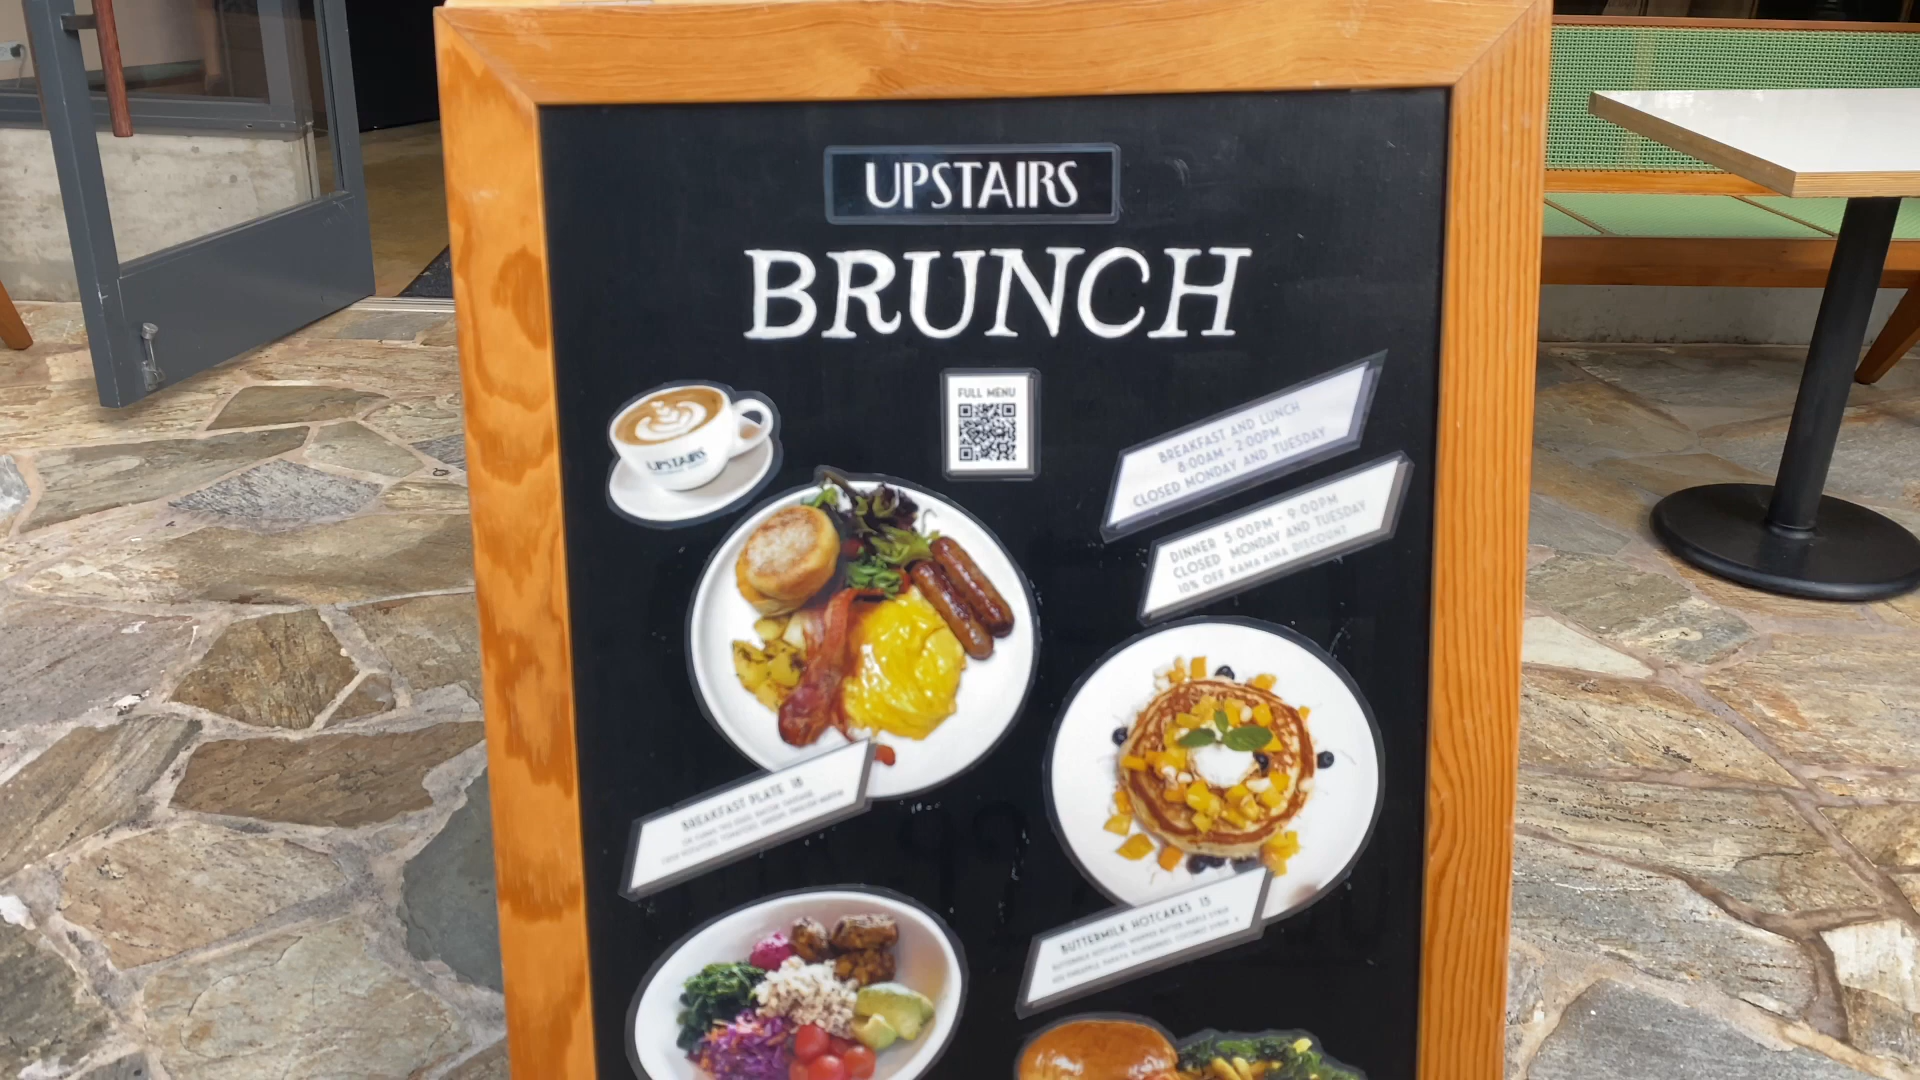 UPSTAIRS
BRUNCH
FULL MENU
UPSTAIRS
BREAKFAST AND LUNCH
8:00AM - 2:00PM
CLOSED MONDAY AND TUESDAY
DINNER 5:00PM - 9:00PM
CLOSED MONDAY AND TUESDAY
10% OFF KAMA'AINA DISCOUNT
BREAKFAST PLATE 18
BUTTERMILK HOTCAKES 15